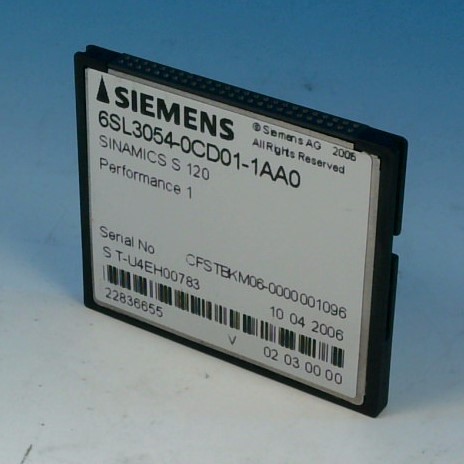 SIEMENS
© Siemens AG 2006
All Rights Reserved
6SL3054-0CD01-1AA0
SINAMICS S 120
Performance 1
Serial No CFSTBKM06-0000001096
S T-U4EH00783 10 04 2006
22836655 V 02 03 00 00